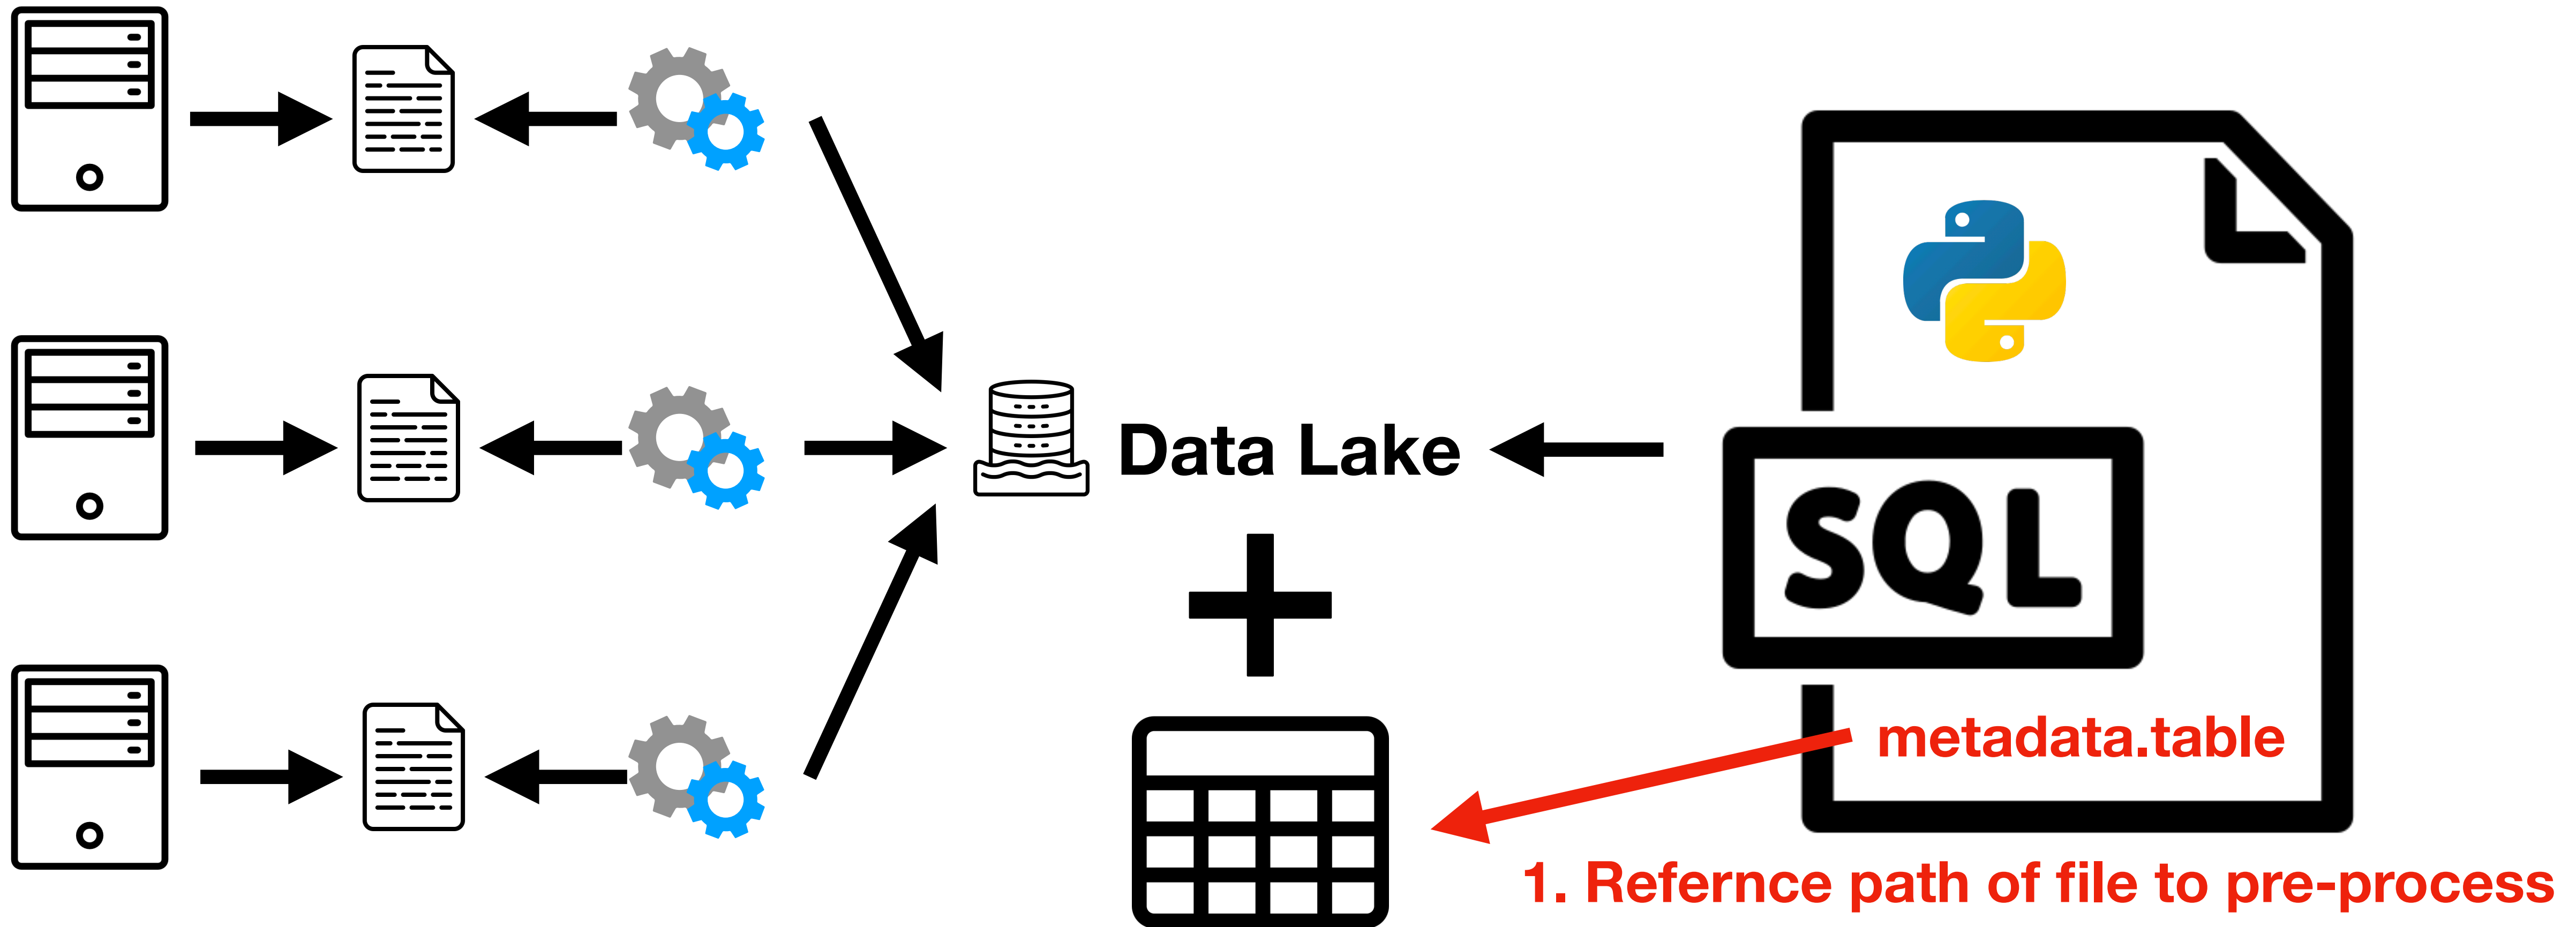 Data Lake
SQL
metadata.table
1. Refernce path of file to pre-process